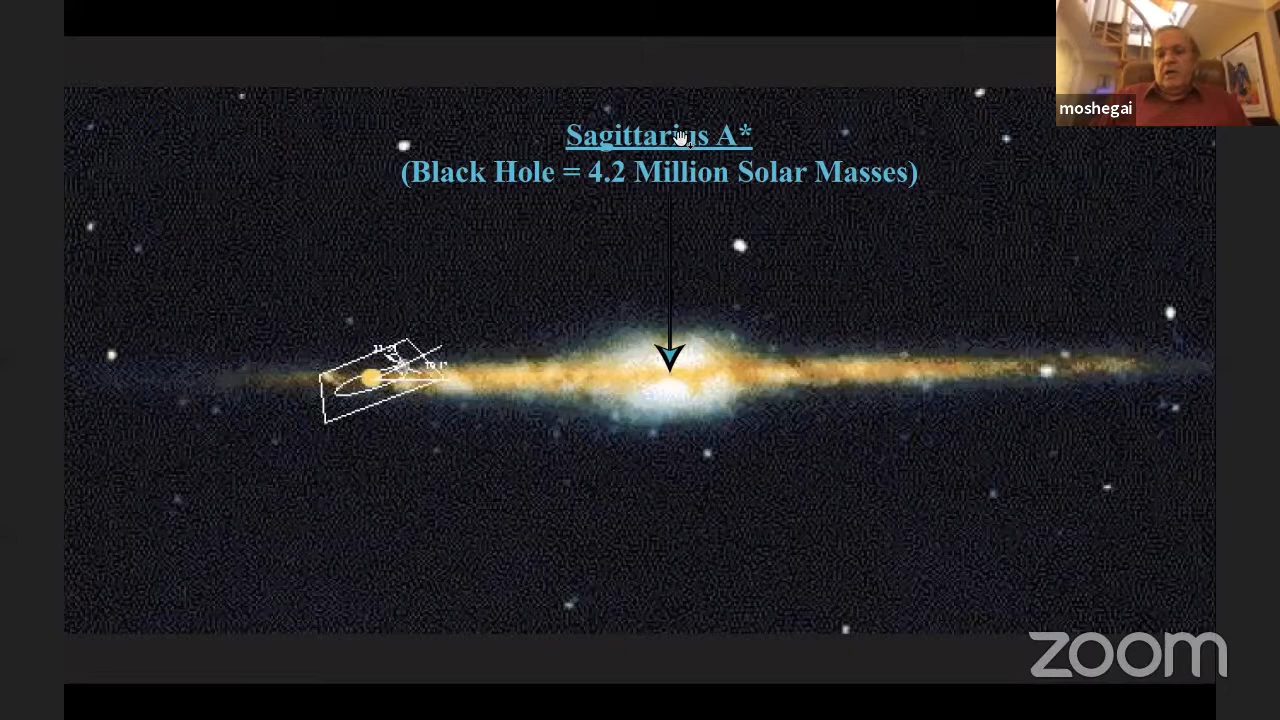 moshegai
Sagittarius A*
(Black Hole = 4.2 Million Solar Masses)
zoom